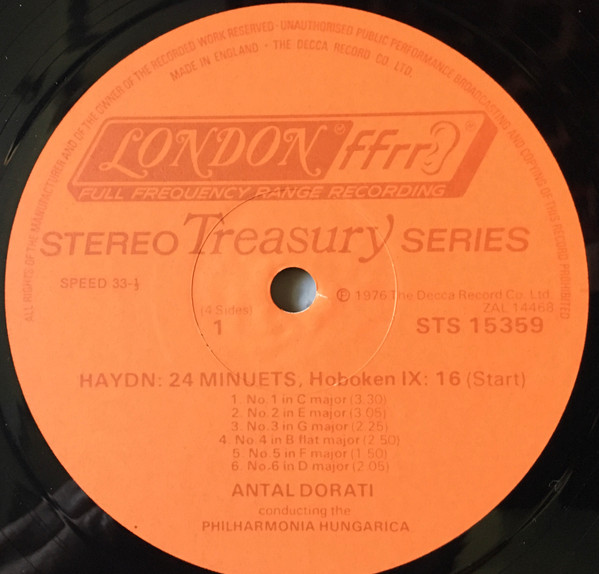 ALL RIGHTS OF THE MANUFACTURER AND OF THE OWNER OF THE RECORDED WORK RESERVED · UNAUTHORISED PUBLIC PERFORMANCE BROADCASTING AND COPYING OF THIS RECORD PROHIBITED
MADE IN ENGLAND · THE DECCA RECORD CO. LTD.
LONDON ® ffrr ®
FULL FREQUENCY RANGE RECORDING
STEREO Treasury SERIES
SPEED 33-⅓
℗ 1976 The Decca Record Co. Ltd.
(4 Sides) ZAL 14468
1 STS 15359
HAYDN: 24 MINUETS, Hoboken IX: 16 (Start)
1. No.1 in C major (3.30)
2. No.2 in E major (3.05)
3. No.3 in G major (2.25)
4. No.4 in B flat major (2.50)
5 No.5 in F major (1.50)
6. No.6 in D major (2.05)
ANTAL DORATI
conducting the
PHILHARMONIA HUNGARICA